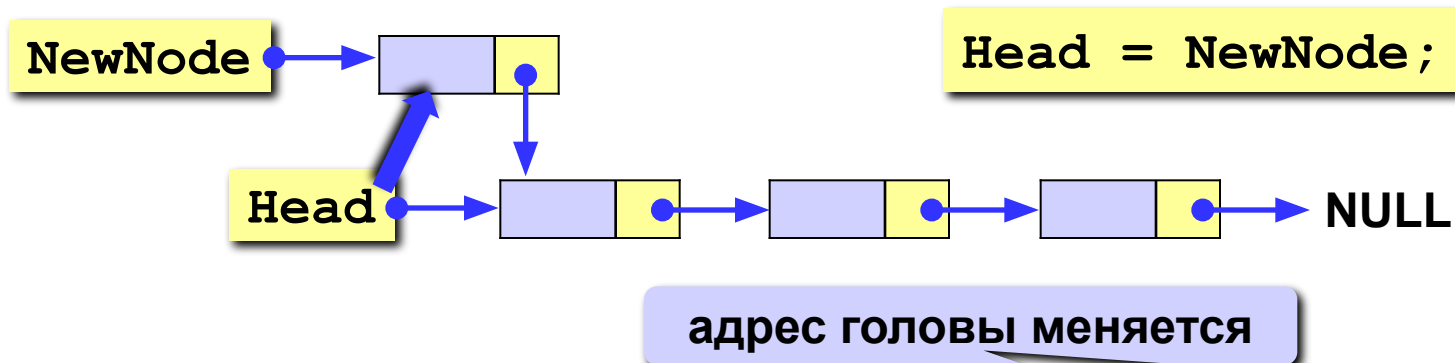 NewNode
Head = NewNode;
Head
NULL
адрес головы меняется